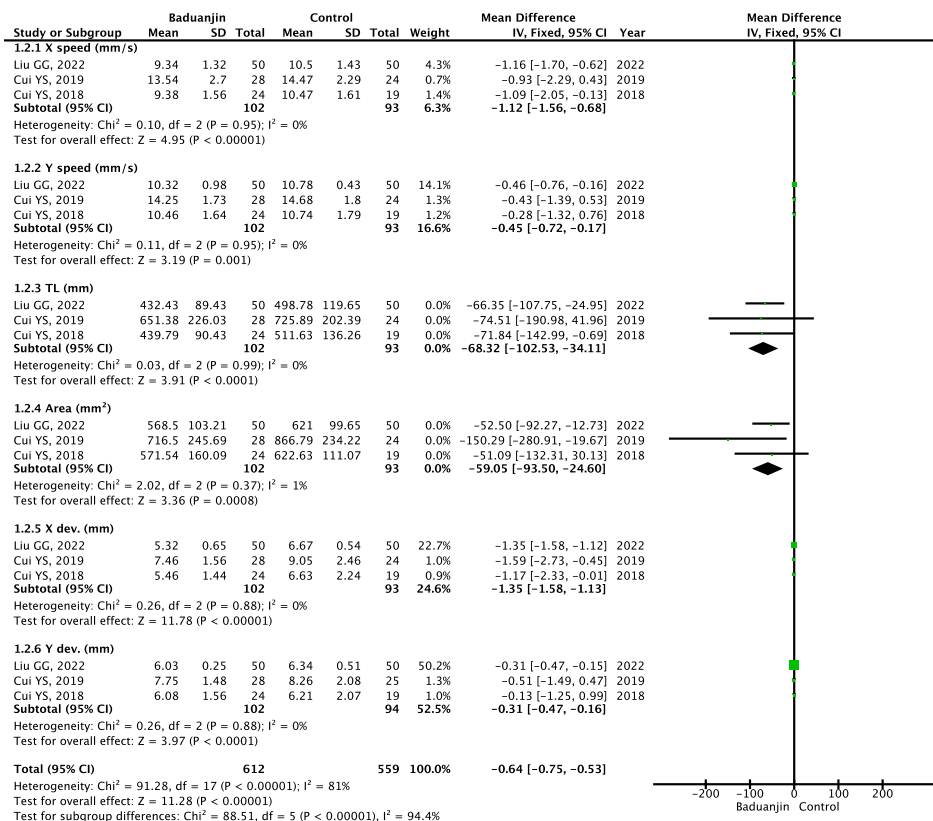 Baduanjin Control Mean Difference Mean Difference
Study or Subgroup Mean SD Total Mean SD Total Weight IV, Fixed, 95% CI Year IV, Fixed, 95% CI
1.2.1 X speed (mm/s)
Liu GG, 2022 9.34 1.32 50 10.5 1.43 50 4.3% −1.16 [−1.70, −0.62] 2022
Cui YS, 2019 13.54 2.7 28 14.47 2.29 24 0.7% −0.93 [−2.29, 0.43] 2019
Cui YS, 2018 9.38 1.56 24 10.47 1.61 19 1.4% −1.09 [−2.05, −0.13] 2018
Subtotal (95% CI) 102 93 6.3% −1.12 [−1.56, −0.68]
Heterogeneity: Chi² = 0.10, df = 2 (P = 0.95); I² = 0%
Test for overall effect: Z = 4.95 (P < 0.00001)
1.2.2 Y speed (mm/s)
Liu GG, 2022 10.32 0.98 50 10.78 0.43 50 14.1% −0.46 [−0.76, −0.16] 2022
Cui YS, 2019 14.25 1.73 28 14.68 1.8 24 1.3% −0.43 [−1.39, 0.53] 2019
Cui YS, 2018 10.46 1.64 24 10.74 1.79 19 1.2% −0.28 [−1.32, 0.76] 2018
Subtotal (95% CI) 102 93 16.6% −0.45 [−0.72, −0.17]
Heterogeneity: Chi² = 0.11, df = 2 (P = 0.95); I² = 0%
Test for overall effect: Z = 3.19 (P = 0.001)
1.2.3 TL (mm)
Liu GG, 2022 432.43 89.43 50 498.78 119.65 50 0.0% −66.35 [−107.75, −24.95] 2022
Cui YS, 2019 651.38 226.03 28 725.89 202.39 24 0.0% −74.51 [−190.98, 41.96] 2019
Cui YS, 2018 439.79 90.43 24 511.63 136.26 19 0.0% −71.84 [−142.99, −0.69] 2018
Subtotal (95% CI) 102 93 0.0% −68.32 [−102.53, −34.11]
Heterogeneity: Chi² = 0.03, df = 2 (P = 0.99); I² = 0%
Test for overall effect: Z = 3.91 (P < 0.0001)
1.2.4 Area (mm²)
Liu GG, 2022 568.5 103.21 50 621 99.65 50 0.0% −52.50 [−92.27, −12.73] 2022
Cui YS, 2019 716.5 245.69 28 866.79 234.22 24 0.0% −150.29 [−280.91, −19.67] 2019
Cui YS, 2018 571.54 160.09 24 622.63 111.07 19 0.0% −51.09 [−132.31, 30.13] 2018
Subtotal (95% CI) 102 93 0.0% −59.05 [−93.50, −24.60]
Heterogeneity: Chi² = 2.02, df = 2 (P = 0.37); I² = 1%
Test for overall effect: Z = 3.36 (P = 0.0008)
1.2.5 X dev. (mm)
Liu GG, 2022 5.32 0.65 50 6.67 0.54 50 22.7% −1.35 [−1.58, −1.12] 2022
Cui YS, 2019 7.46 1.56 28 9.05 2.46 24 1.0% −1.59 [−2.73, −0.45] 2019
Cui YS, 2018 5.46 1.44 24 6.63 2.24 19 0.9% −1.17 [−2.33, −0.01] 2018
Subtotal (95% CI) 102 93 24.6% −1.35 [−1.58, −1.13]
Heterogeneity: Chi² = 0.26, df = 2 (P = 0.88); I² = 0%
Test for overall effect: Z = 11.78 (P < 0.00001)
1.2.6 Y dev. (mm)
Liu GG, 2022 6.03 0.25 50 6.34 0.51 50 50.2% −0.31 [−0.47, −0.15] 2022
Cui YS, 2019 7.75 1.48 28 8.26 2.08 25 1.3% −0.51 [−1.49, 0.47] 2019
Cui YS, 2018 6.08 1.56 24 6.21 2.07 19 1.0% −0.13 [−1.25, 0.99] 2018
Subtotal (95% CI) 102 94 52.5% −0.31 [−0.47, −0.16]
Heterogeneity: Chi² = 0.26, df = 2 (P = 0.88); I² = 0%
Test for overall effect: Z = 3.97 (P < 0.0001)
Total (95% CI) 612 559 100.0% −0.64 [−0.75, −0.53]
Heterogeneity: Chi² = 91.28, df = 17 (P < 0.00001); I² = 81%
Test for overall effect: Z = 11.28 (P < 0.00001)
Test for subgroup differences: Chi² = 88.51, df = 5 (P < 0.00001), I² = 94.4%
−200 −100 0 100 200
Baduanjin Control